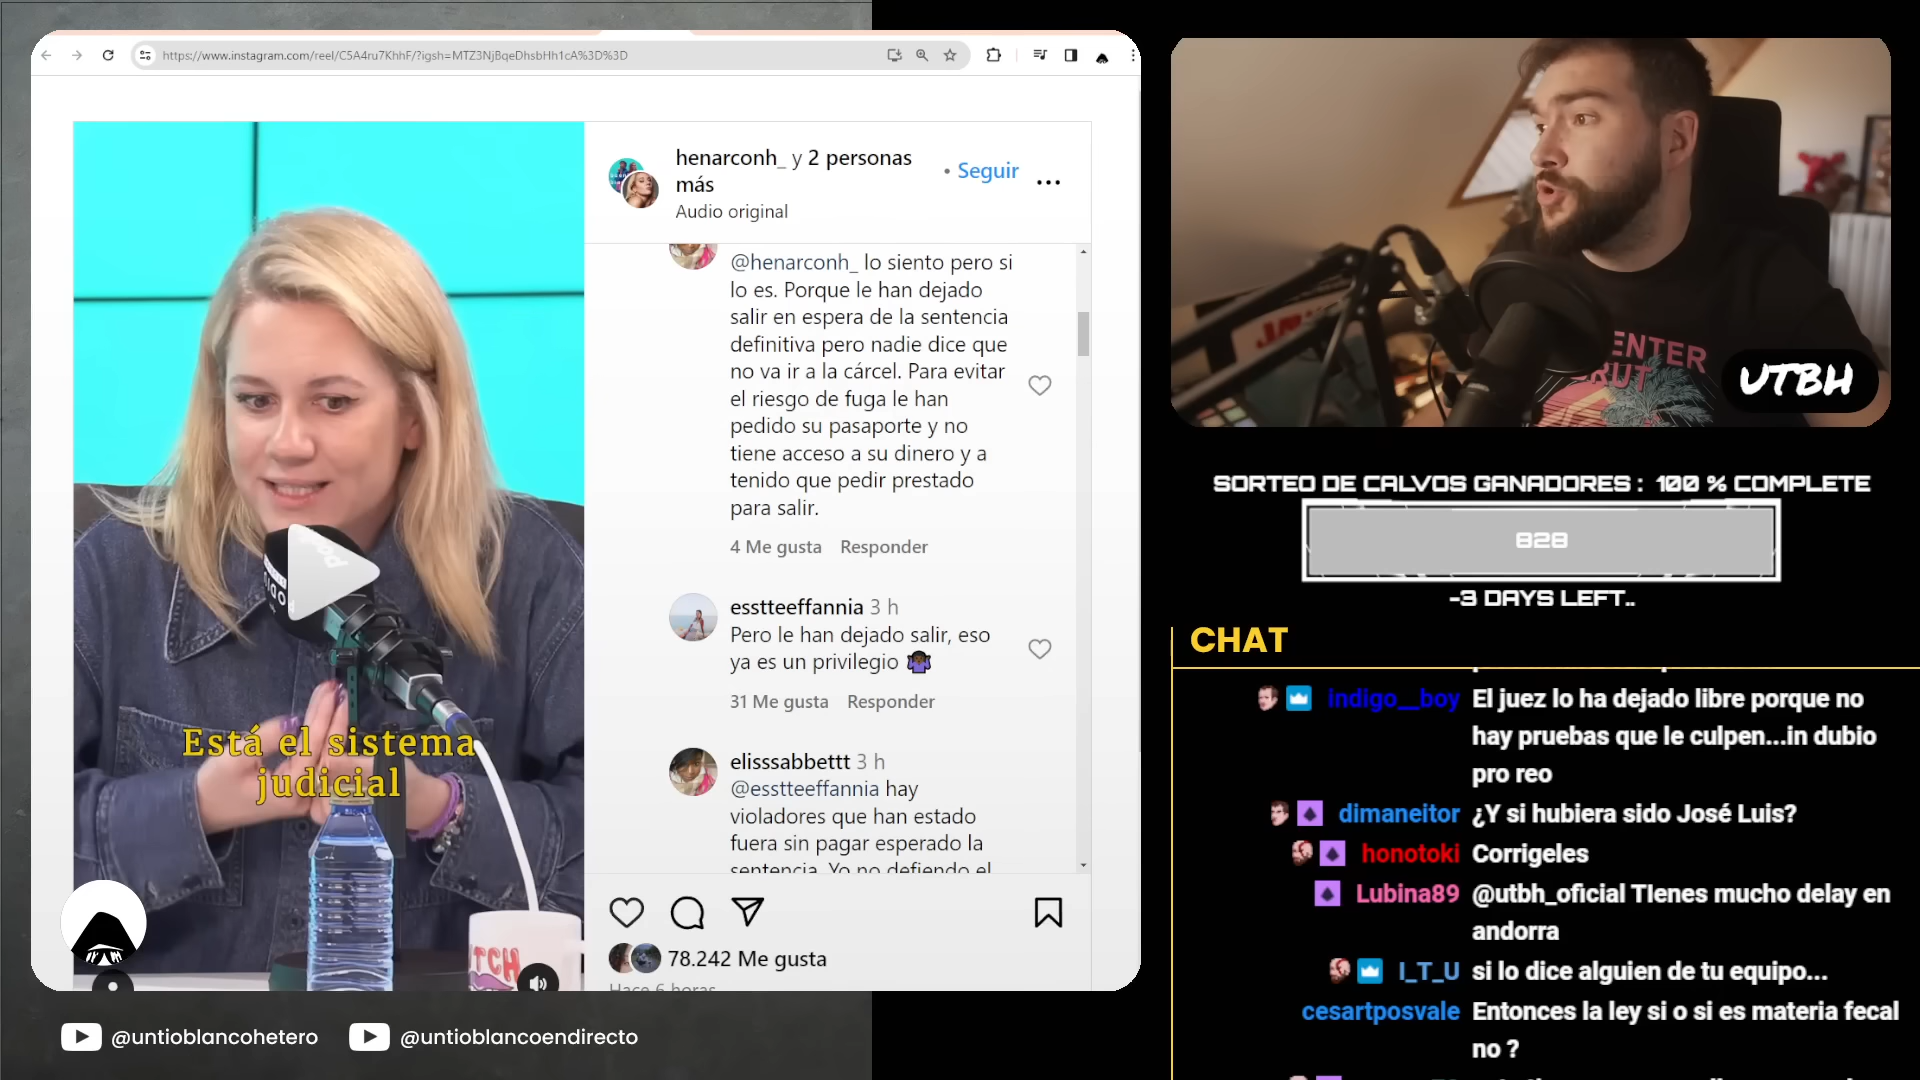 https://www.instagram.com/reel/C5A4ru7KhhF/?igsh=MTZ3NjBqeDhsbHh1cA%3D%3D
henarconh_ y 2 personas
más
• Seguir
Audio original
@henarconh_ lo siento pero si
lo es. Porque le han dejado
salir en espera de la sentencia
definitiva pero nadie dice que
no va ir a la cárcel. Para evitar
el riesgo de fuga le han
pedido su pasaporte y no
tiene acceso a su dinero y a
tenido que pedir prestado
para salir.
4 Me gusta Responder
esstteeffannia 3 h
Pero le han dejado salir, eso
ya es un privilegio 🤷🏿‍♀️
31 Me gusta Responder
elisssabbettt 3 h
@esstteeffannia hay
violadores que han estado
fuera sin pagar esperado la
sentencia. Yo no defiendo el
78.242 Me gusta
Hace 6 horas
Está el sistema
judicial
@untioblancohetero
@untioblancoendirecto
ENTER
UTBH
SORTEO DE CALVOS GANADORES : 100 % COMPLETE
828
-3 DAYS LEFT..
CHAT
indigo__boy El juez lo ha dejado libre porque no
hay pruebas que le culpen...in dubio
pro reo
dimaneitor ¿Y si hubiera sido José Luis?
honotoki Corrigeles
Lubina89 @utbh_oficial TIenes mucho delay en
andorra
I_T_U si lo dice alguien de tu equipo...
cesartposvale Entonces la ley si o si es materia fecal
no ?